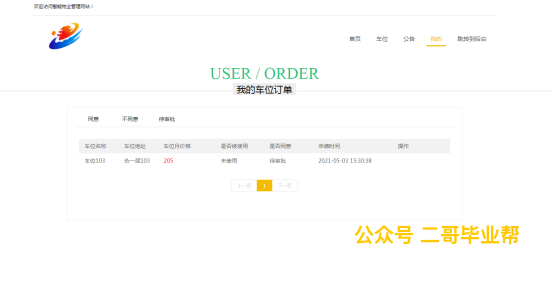 欢迎访问智能物业管理网站！
首页 车位 公告 我的 跳转到后台
USER / ORDER
我的车位订单
同意 不同意 待审批
车位名称 车位地址 车位月价格 是否被使用 是否同意 申请时间 操作
车位103 负一层103 205 未使用 待审批 2021-05-03 15:30:38
上一页 1 下一页
公众号 二哥毕业帮